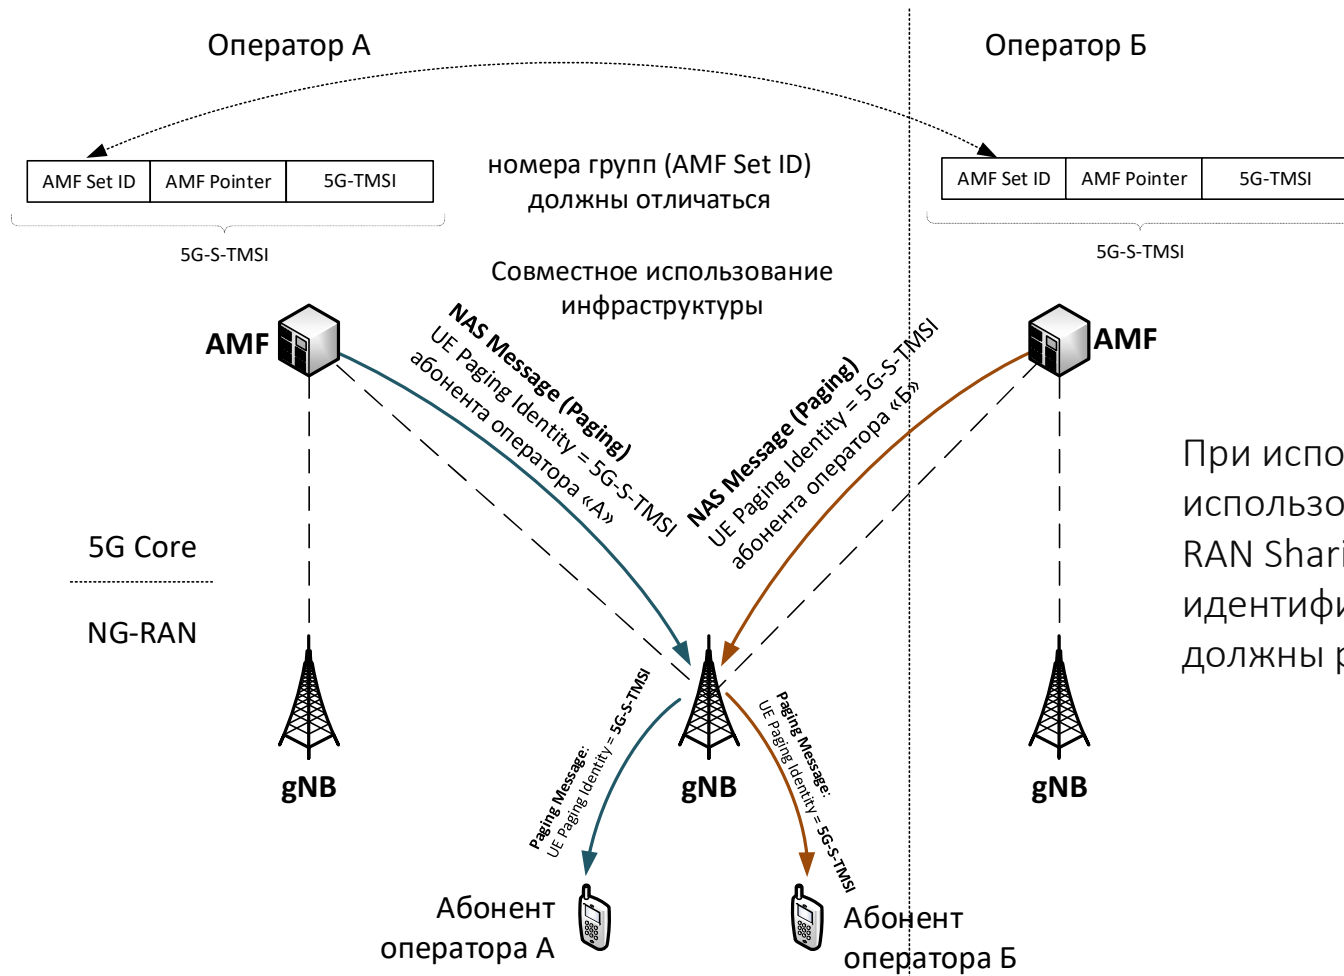 Оператор А
Оператор Б
AMF Set ID
AMF Pointer
5G-TMSI
5G-S-TMSI
номера групп (AMF Set ID)
должны отличаться
AMF Set ID
AMF Pointer
5G-TMSI
5G-S-TMSI
Совместное использование
инфраструктуры
AMF
NAS Message (Paging)
UE Paging Identity = 5G-S-TMSI
абонента оператора «А»
NAS Message (Paging)
UE Paging Identity = 5G-S-TMSI
абонента оператора «Б»
AMF
5G Core
NG-RAN
При испо
использо
RAN Shari
идентифи
должны р
gNB
Paging Message:
UE Paging Identity = 5G-S-TMSI
gNB
Paging Message:
UE Paging Identity = 5G-S-TMSI
gNB
Абонент
оператора А
Абонент
оператора Б